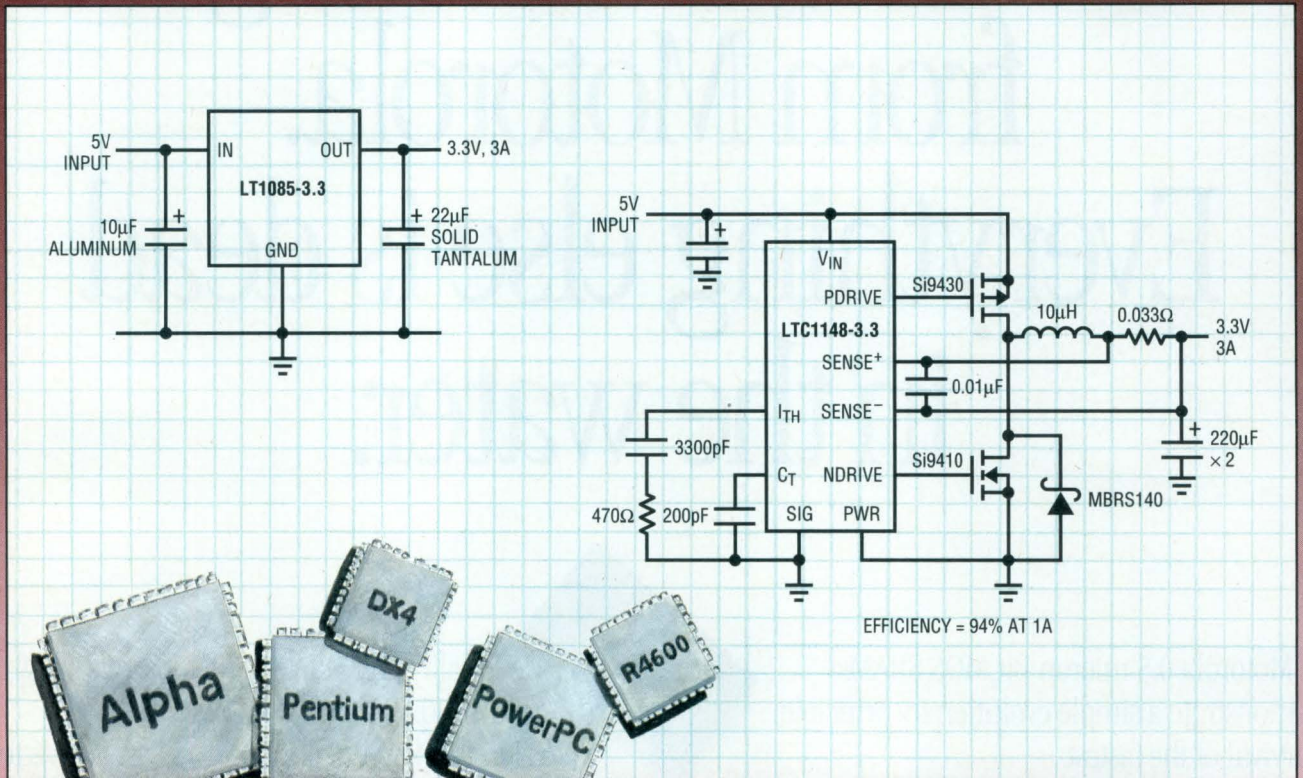 5V
INPUT
IN
OUT
3.3V, 3A
LT1085-3.3
10µF
ALUMINUM
+
+
22µF
SOLID
TANTALUM
GND
5V
INPUT
+
VIN
PDRIVE
Si9430
LTC1148-3.3
10µH
0.033Ω
3.3V
3A
SENSE+
0.01µF
ITH
SENSE−
3300pF
+
220µF
× 2
CT
NDRIVE
Si9410
MBRS140
470Ω
200pF
SIG
PWR
EFFICIENCY = 94% AT 1A
DX4
Alpha
Pentium
PowerPC
R4600